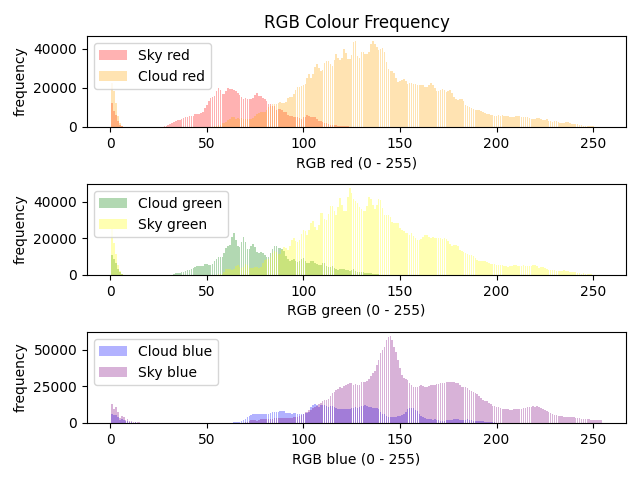 RGB Colour Frequency
frequency
40000
20000
0
Sky red
Cloud red
0 50 100 150 200 250
RGB red (0 - 255)
frequency
40000
20000
0
Cloud green
Sky green
0 50 100 150 200 250
RGB green (0 - 255)
frequency
50000
25000
0
Cloud blue
Sky blue
0 50 100 150 200 250
RGB blue (0 - 255)